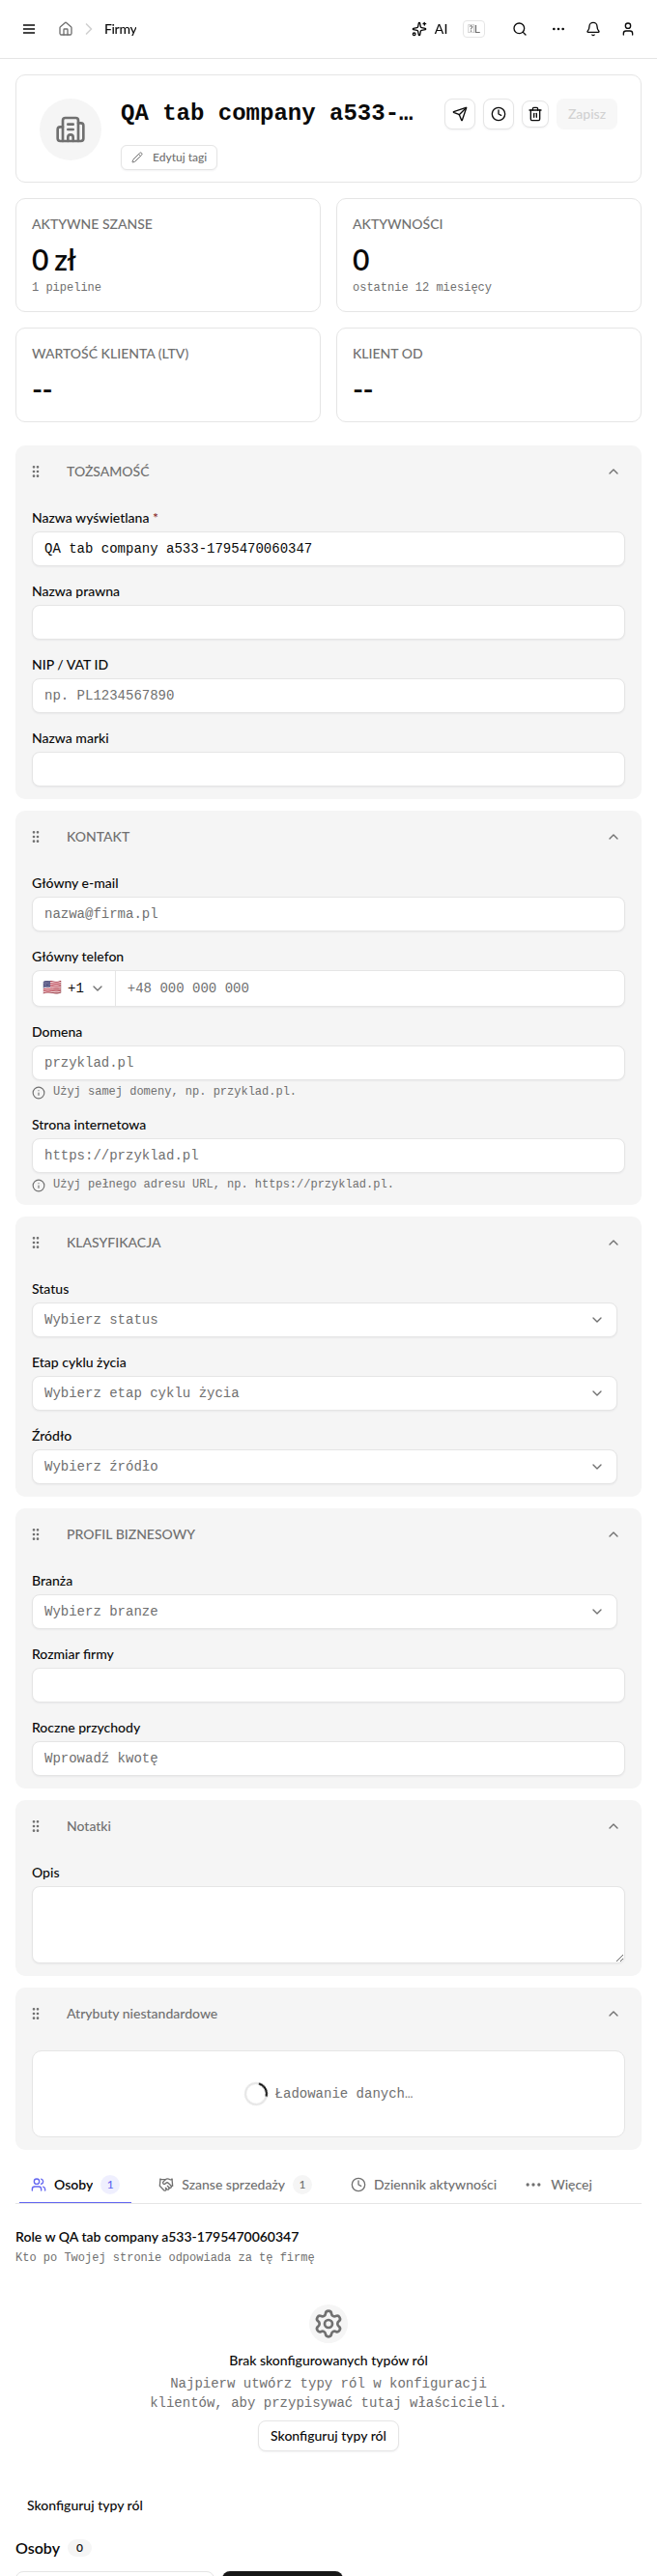 Firmy
AI
QA tab company a533-…
Zapisz
Edytuj tagi
AKTYWNE SZANSE
0 zł
1 pipeline
AKTYWNOŚCI
0
ostatnie 12 miesięcy
WARTOŚĆ KLIENTA (LTV)
--
KLIENT OD
--
TOŻSAMOŚĆ
Nazwa wyświetlana *
QA tab company a533-1795470060347
Nazwa prawna
NIP / VAT ID
np. PL1234567890
Nazwa marki
KONTAKT
Główny e-mail
nazwa@firma.pl
Główny telefon
+1
+48 000 000 000
Domena
przyklad.pl
Użyj samej domeny, np. przyklad.pl.
Strona internetowa
https://przyklad.pl
Użyj pełnego adresu URL, np. https://przyklad.pl.
KLASYFIKACJA
Status
Wybierz status
Etap cyklu życia
Wybierz etap cyklu życia
Źródło
Wybierz źródło
PROFIL BIZNESOWY
Branża
Wybierz branze
Rozmiar firmy
Roczne przychody
Wprowadź kwotę
Notatki
Opis
Atrybuty niestandardowe
Ładowanie danych…
Osoby 1
Szanse sprzedaży 1
Dziennik aktywności
Więcej
Role w QA tab company a533-1795470060347
Kto po Twojej stronie odpowiada za tę firmę
Brak skonfigurowanych typów ról
Najpierw utwórz typy ról w konfiguracji
klientów, aby przypisywać tutaj właścicieli.
Skonfiguruj typy ról
Skonfiguruj typy ról
Osoby 0